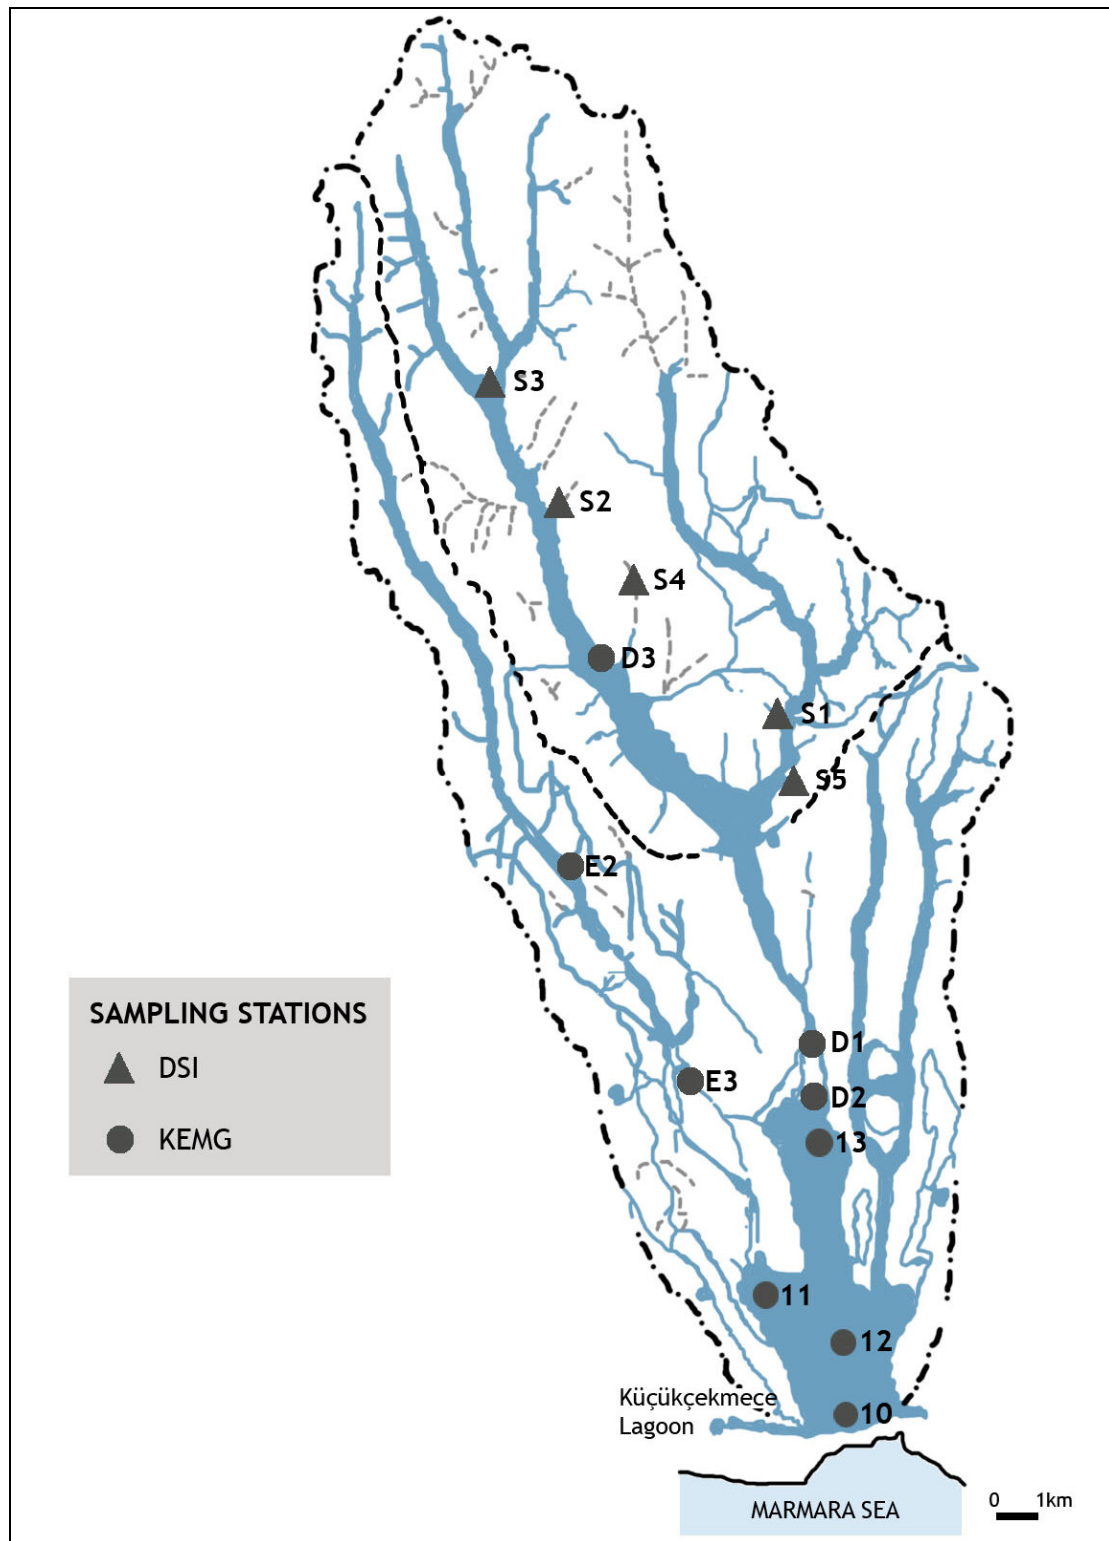 S3
S2
S4
D3
S1
S5
E2
SAMPLING STATIONS
DSI
KEMG
D1
E3
D2
13
11
12
Küçükçekmece
Lagoon
10
MARMARA SEA
0 1km